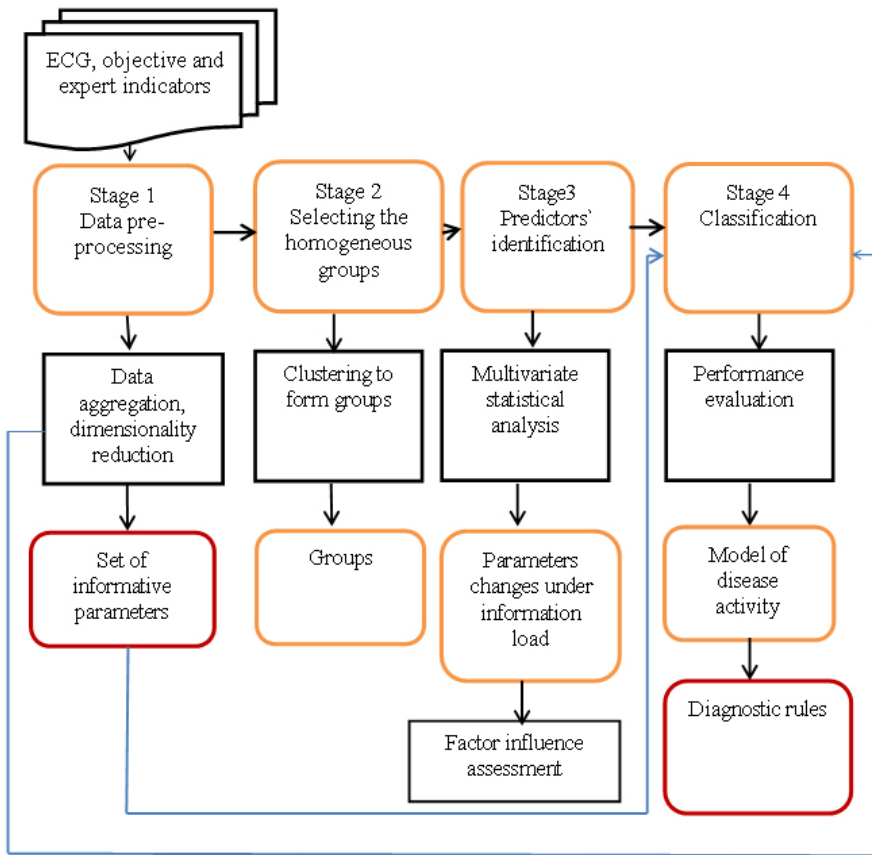 ECG, objective and
expert indicators
Stage 1
Data pre-
processing
Stage 2
Selecting the
homogeneous
groups
Stage3
Predictors`
identification
Stage 4
Classification
Data
aggregation,
dimensionality
reduction
Clustering to
form groups
Multivariate
statistical
analysis
Performance
evaluation
Set of
informative
parameters
Groups
Parameters
changes under
information
load
Model of
disease
activity
Factor influence
assessment
Diagnostic rules